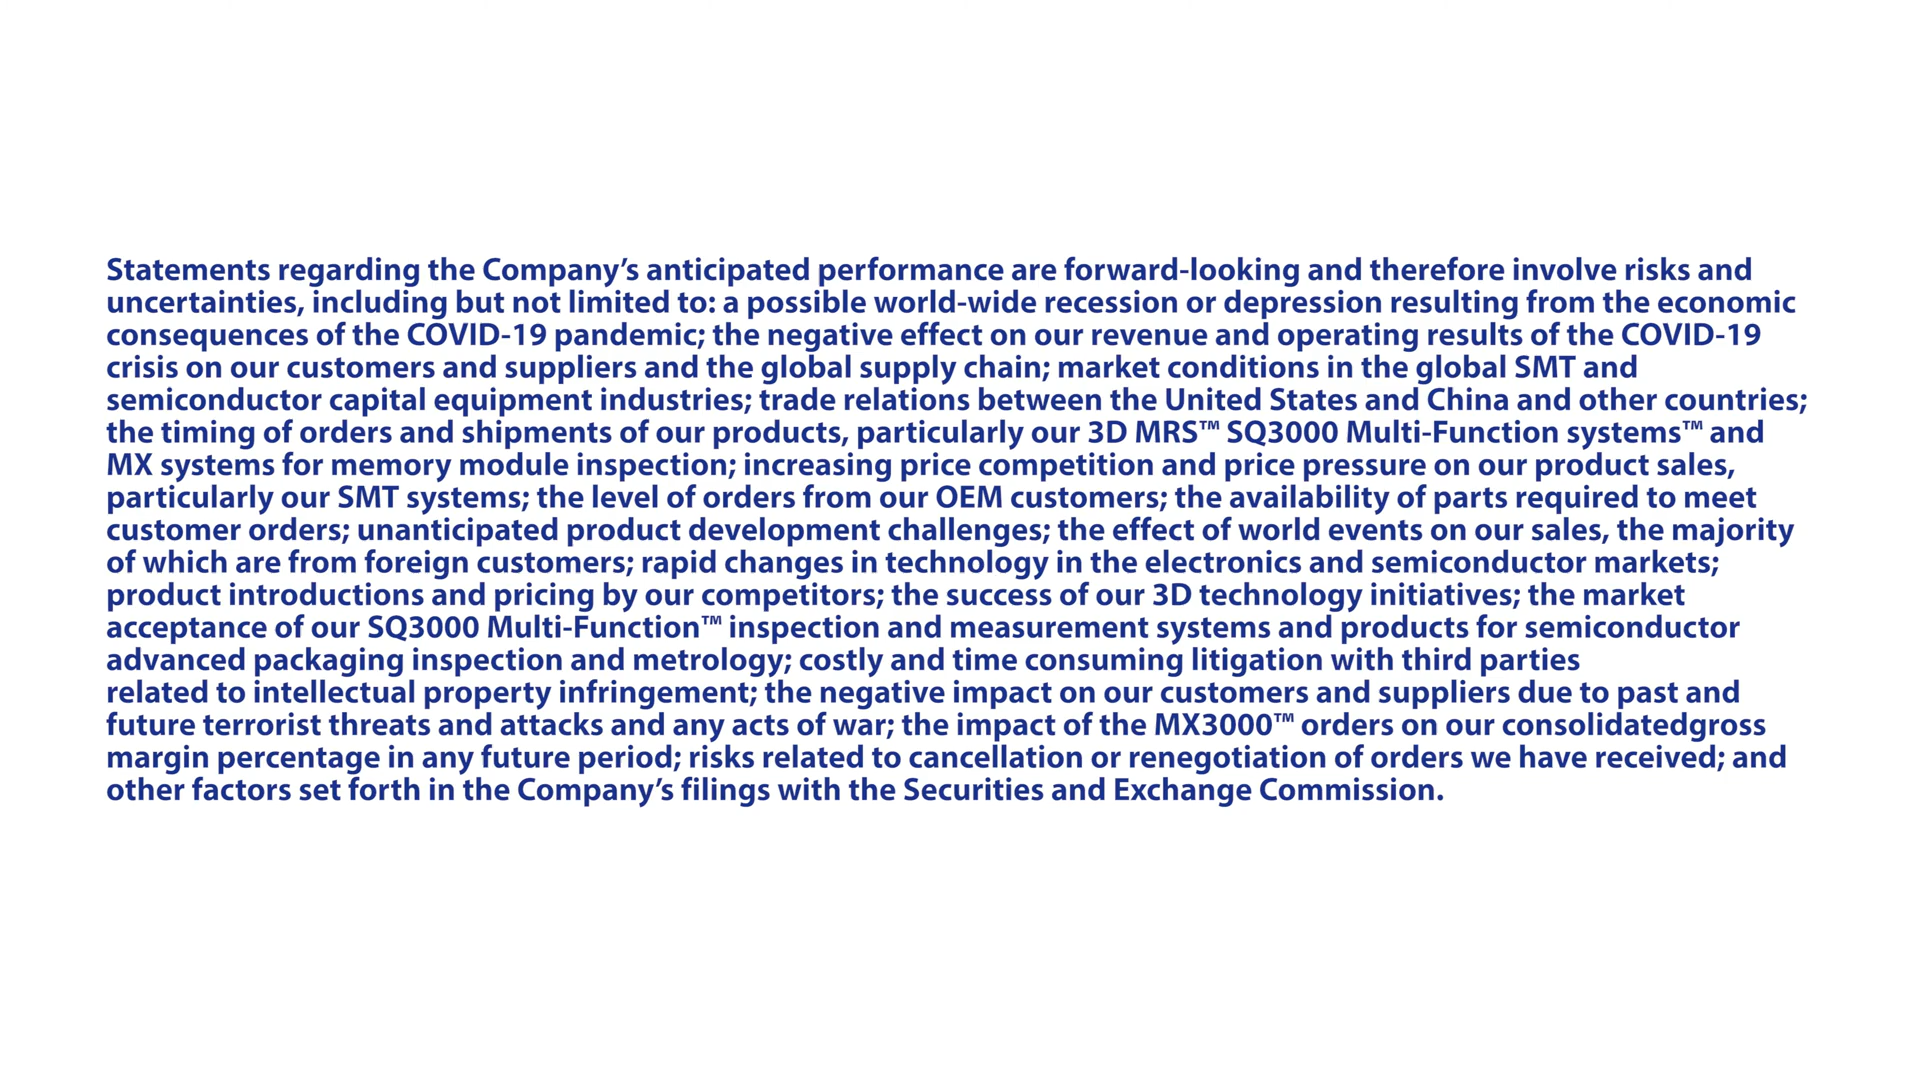 Statements regarding the Company’s anticipated performance are forward-looking and therefore involve risks and
uncertainties, including but not limited to: a possible world-wide recession or depression resulting from the economic
consequences of the COVID-19 pandemic; the negative effect on our revenue and operating results of the COVID-19
crisis on our customers and suppliers and the global supply chain; market conditions in the global SMT and
semiconductor capital equipment industries; trade relations between the United States and China and other countries;
the timing of orders and shipments of our products, particularly our 3D MRS™ SQ3000 Multi-Function systems™ and
MX systems for memory module inspection; increasing price competition and price pressure on our product sales,
particularly our SMT systems; the level of orders from our OEM customers; the availability of parts required to meet
customer orders; unanticipated product development challenges; the effect of world events on our sales, the majority
of which are from foreign customers; rapid changes in technology in the electronics and semiconductor markets;
product introductions and pricing by our competitors; the success of our 3D technology initiatives; the market
acceptance of our SQ3000 Multi-Function™ inspection and measurement systems and products for semiconductor
advanced packaging inspection and metrology; costly and time consuming litigation with third parties
related to intellectual property infringement; the negative impact on our customers and suppliers due to past and
future terrorist threats and attacks and any acts of war; the impact of the MX3000™ orders on our consolidatedgross
margin percentage in any future period; risks related to cancellation or renegotiation of orders we have received; and
other factors set forth in the Company’s filings with the Securities and Exchange Commission.